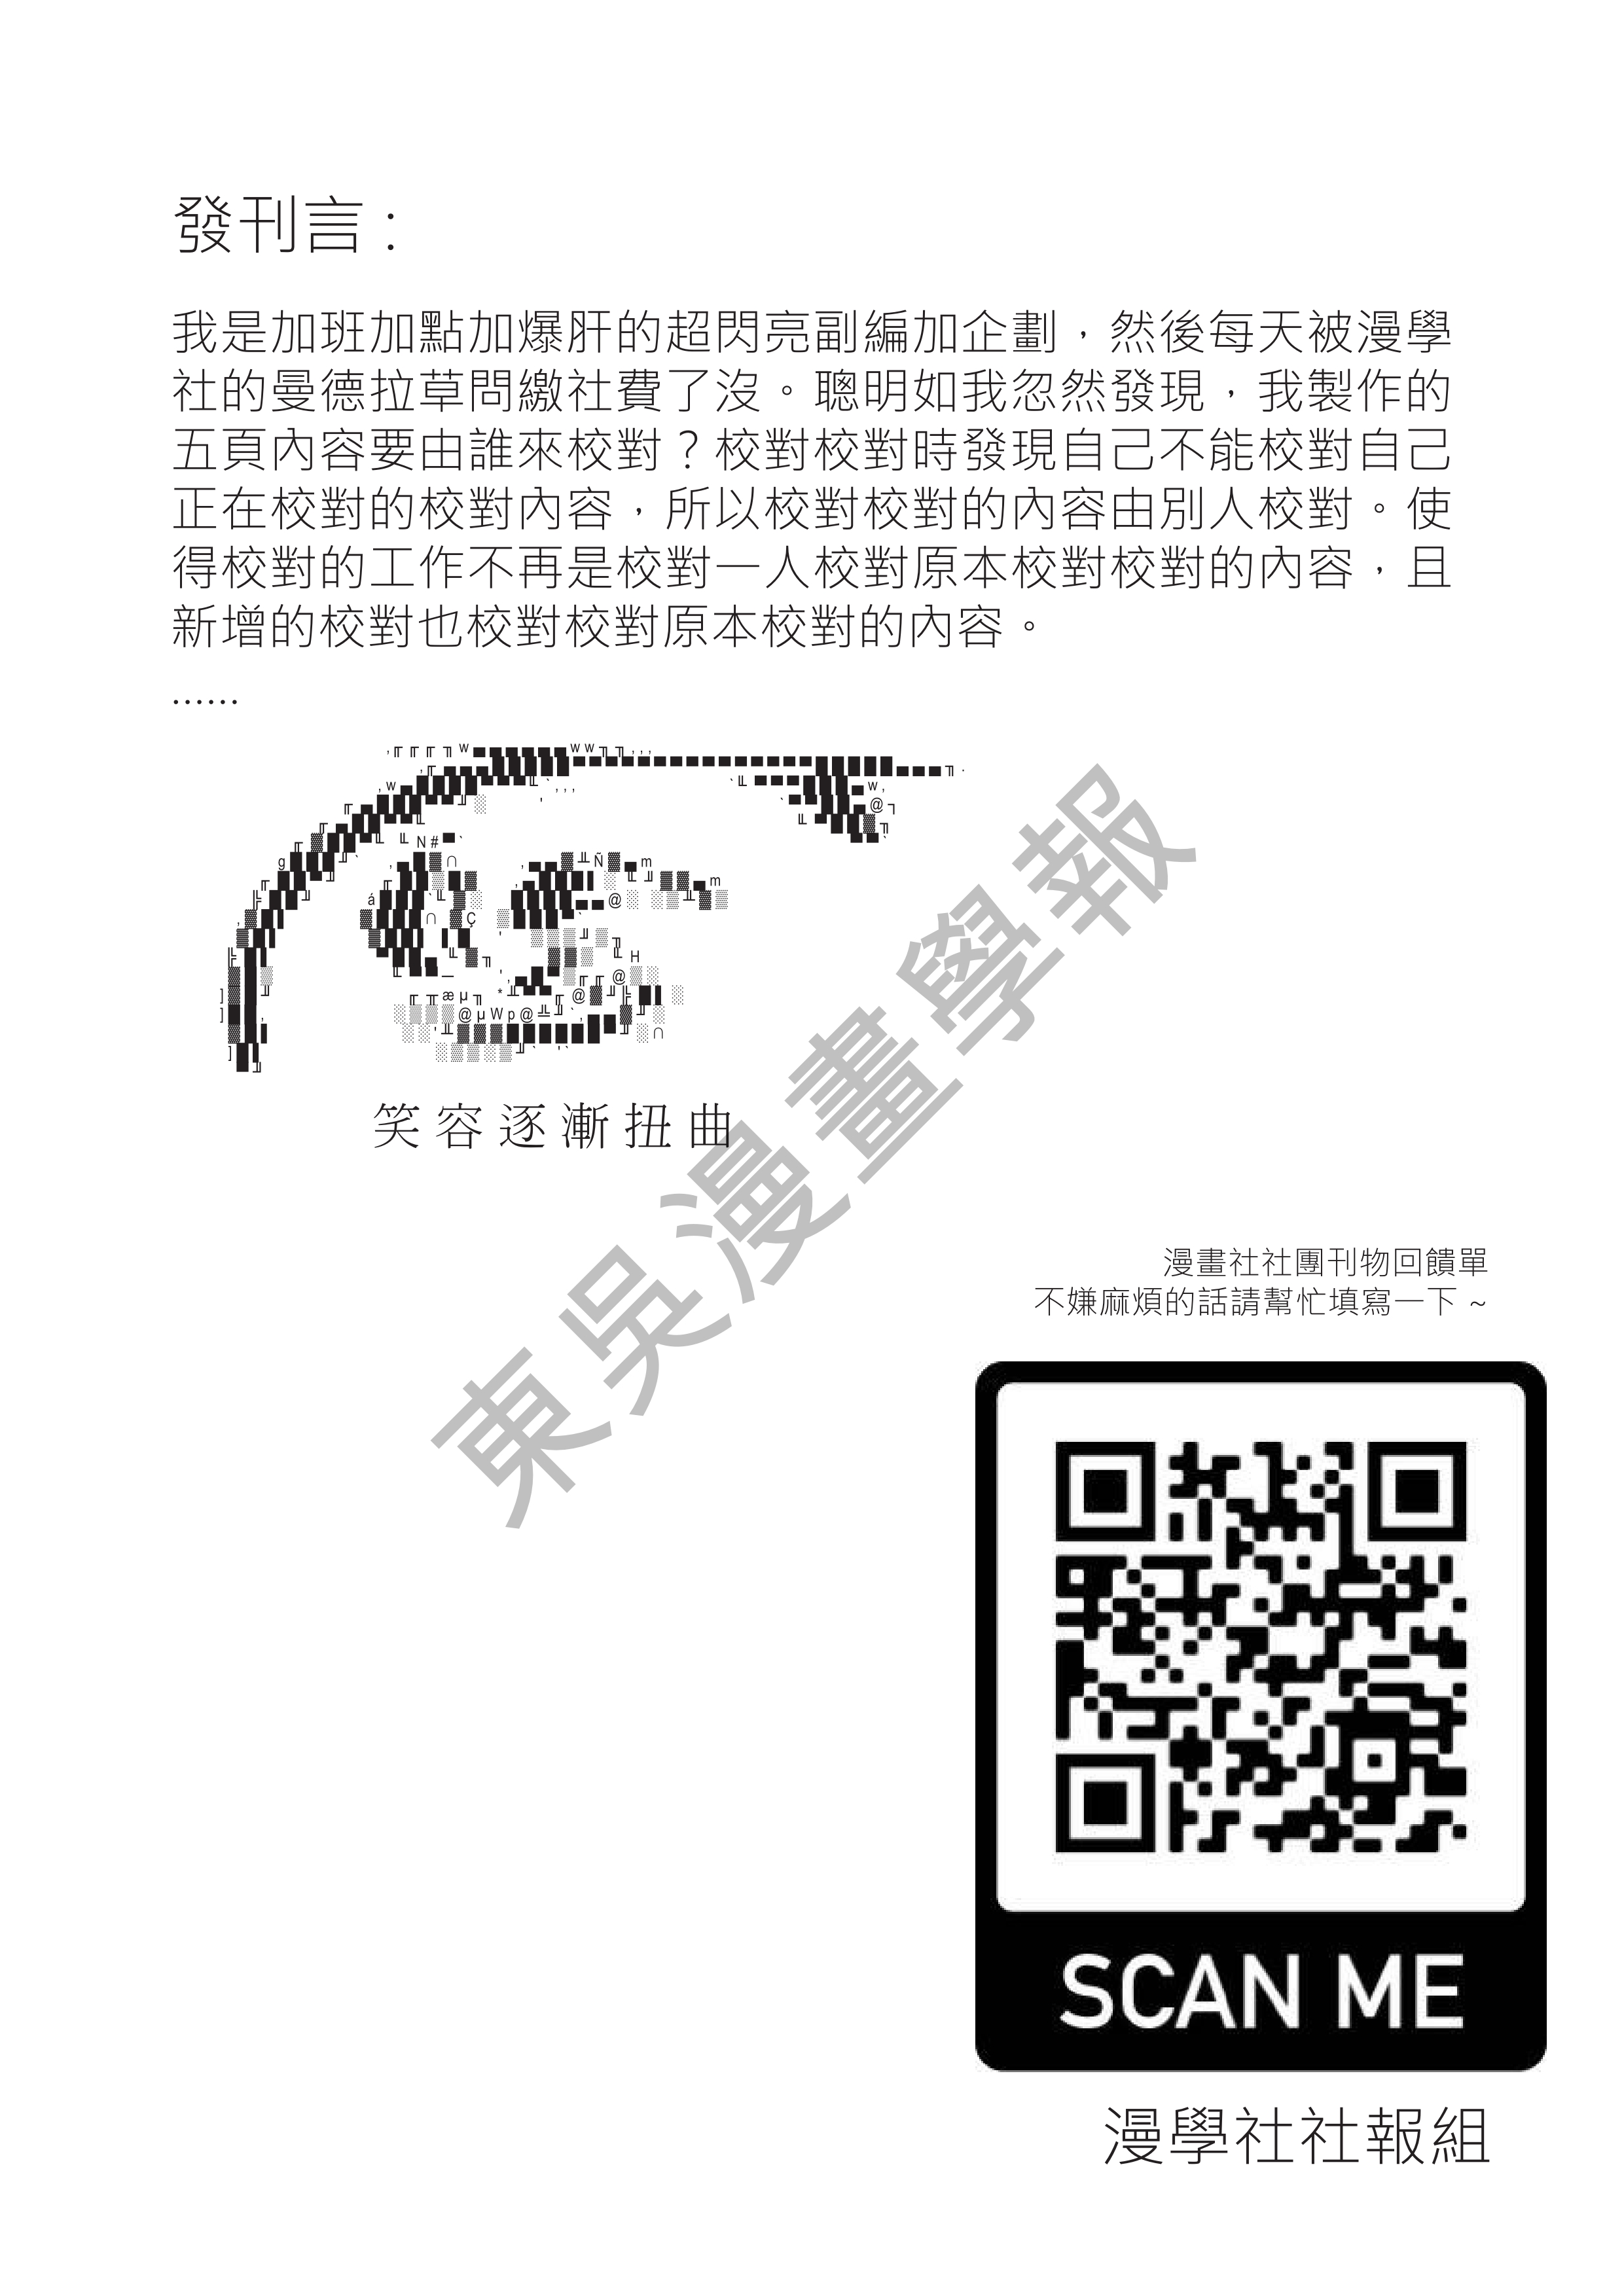 發刊言：
我是加班加點加爆肝的超閃亮副編加企劃，然後每天被漫學
社的曼德拉草問繳社費了沒。聰明如我忽然發現，我製作的
五頁內容要由誰來校對？校對校對時發現自己不能校對自己
正在校對的校對內容，所以校對校對的內容由別人校對。使
得校對的工作不再是校對一人校對原本校對校對的內容，且
新增的校對也校對校對原本校對的內容。
……
笑容逐漸扭曲
東吳漫畫學報
漫畫社社團刊物回饋單
不嫌麻煩的話請幫忙填寫一下 ~
SCAN ME
漫學社社報組